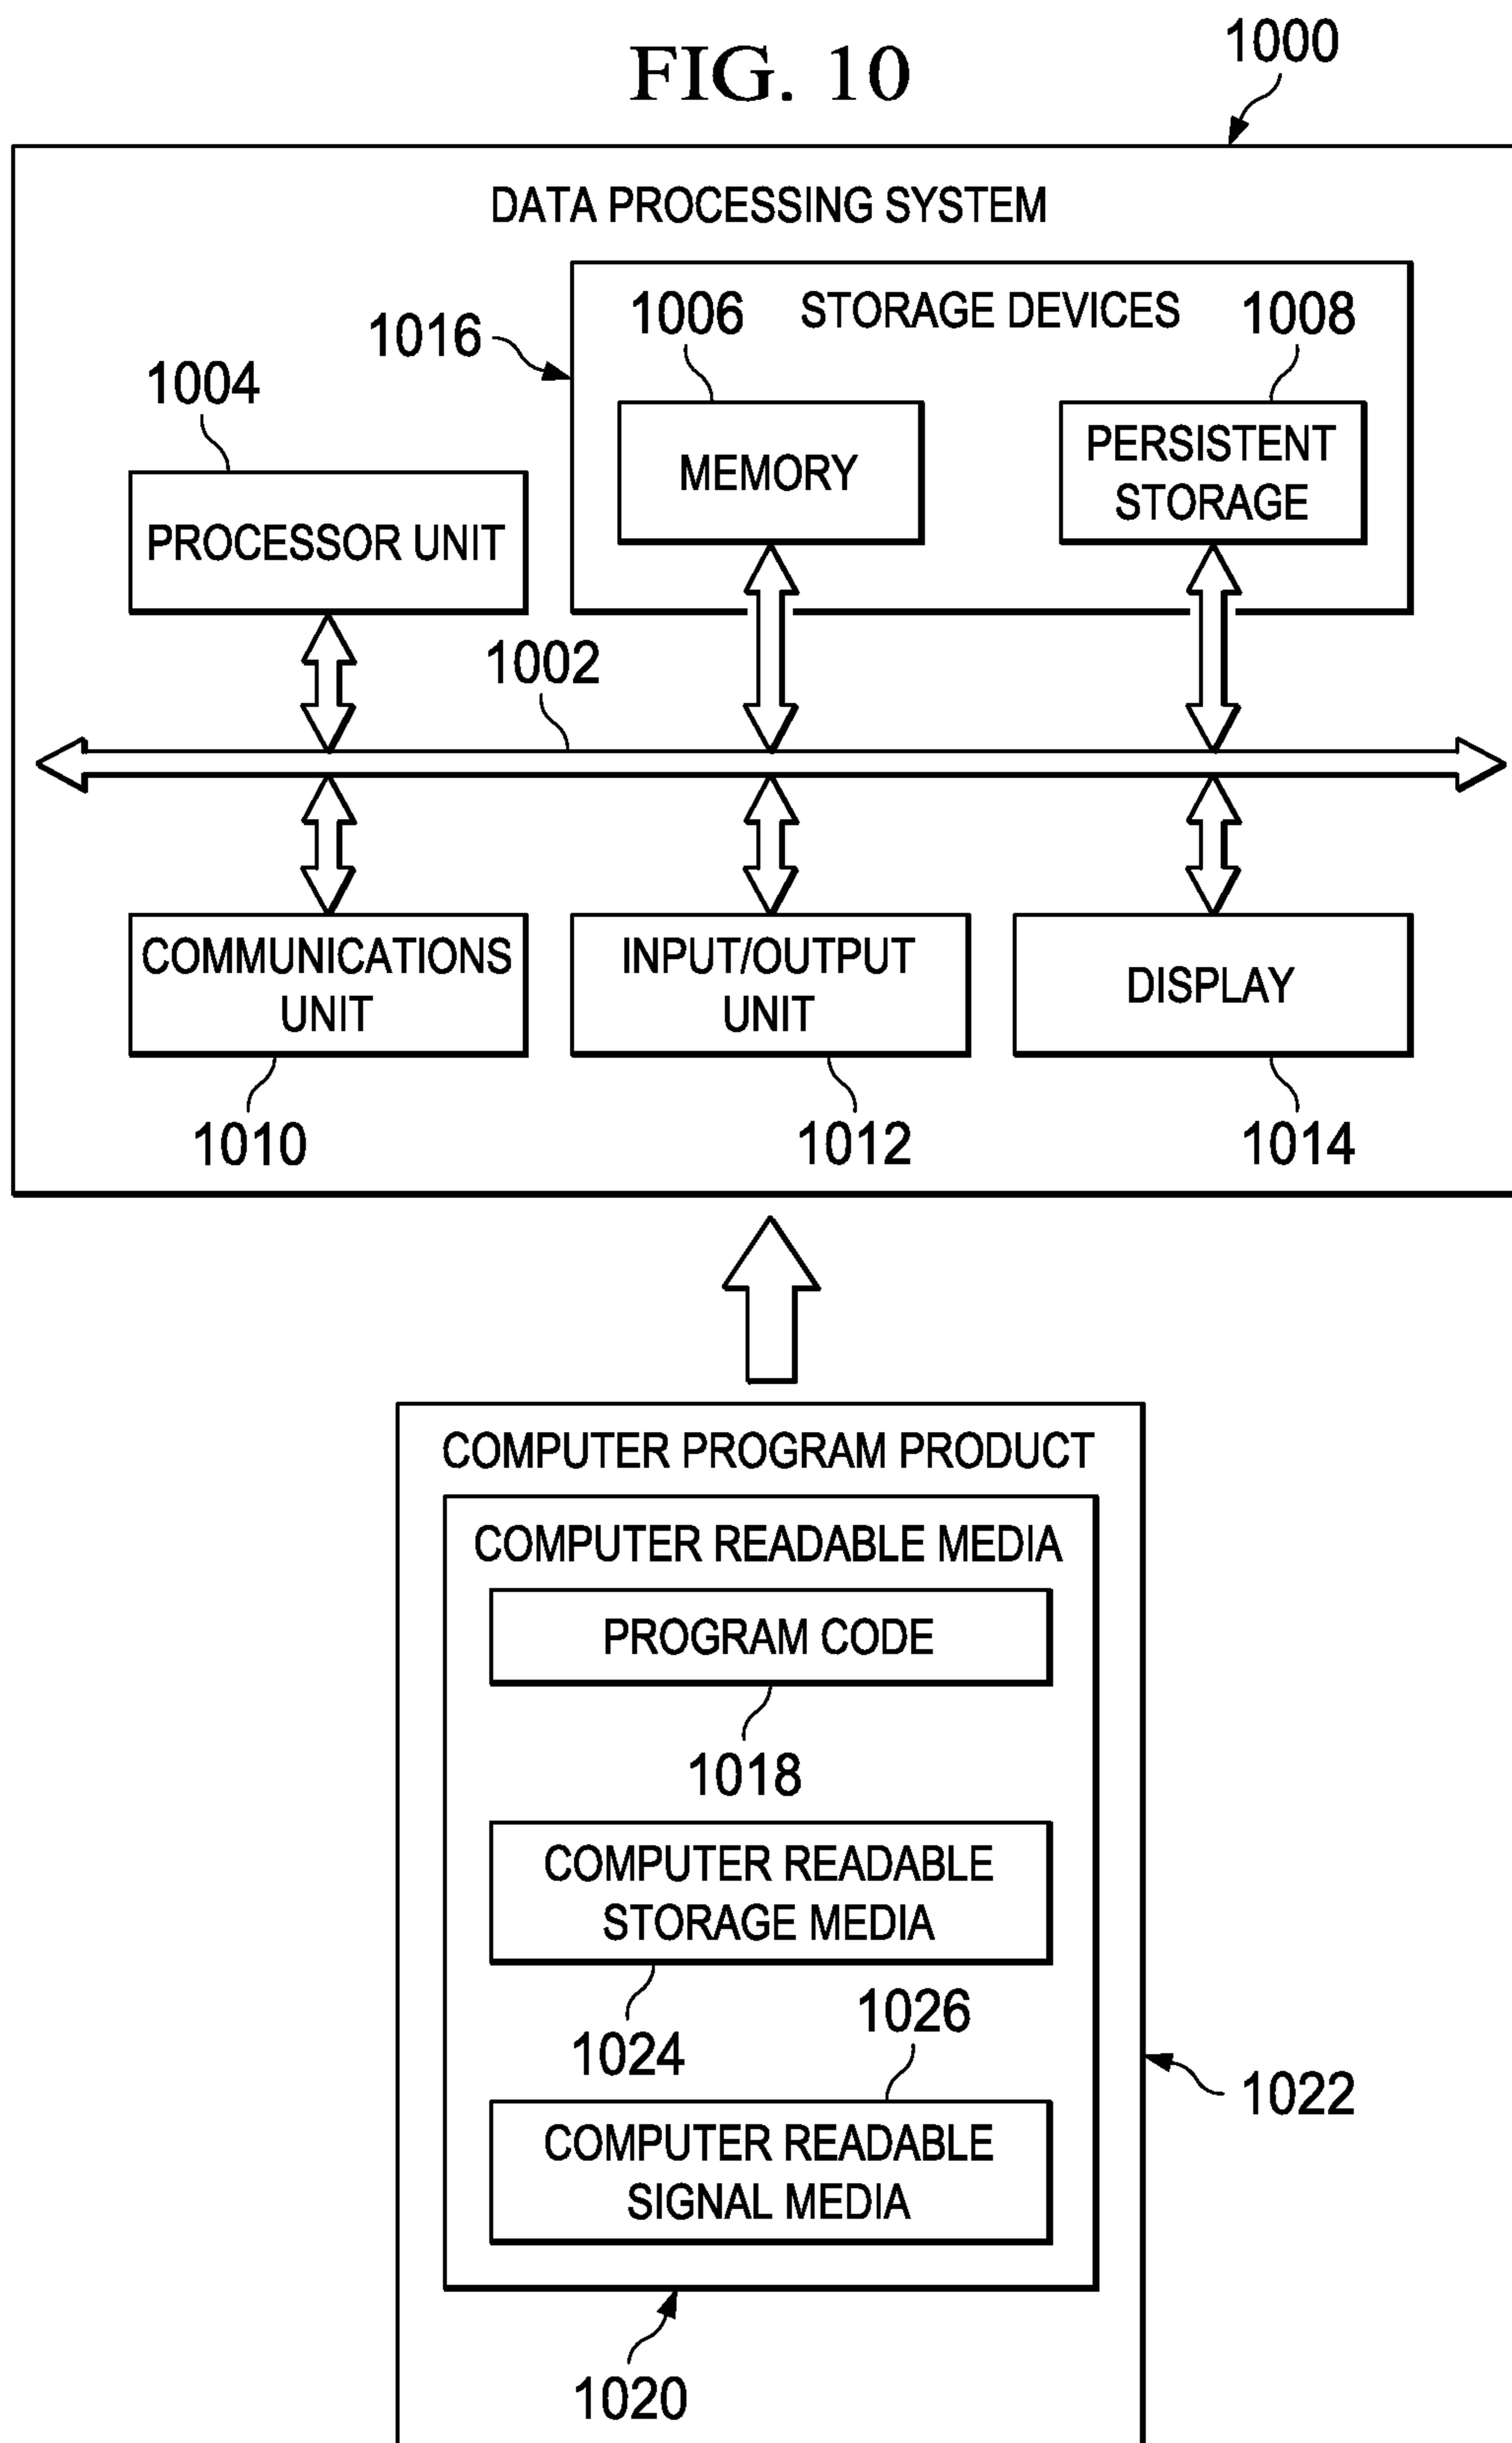 FIG. 10
1000
DATA PROCESSING SYSTEM
1016
1006
STORAGE DEVICES
1008
1004
MEMORY
PERSISTENT
STORAGE
PROCESSOR UNIT
1002
COMMUNICATIONS
UNIT
INPUT/OUTPUT
UNIT
DISPLAY
1010
1012
1014
COMPUTER PROGRAM PRODUCT
COMPUTER READABLE MEDIA
PROGRAM CODE
1018
COMPUTER READABLE
STORAGE MEDIA
1024
1026
COMPUTER READABLE
SIGNAL MEDIA
1022
1020